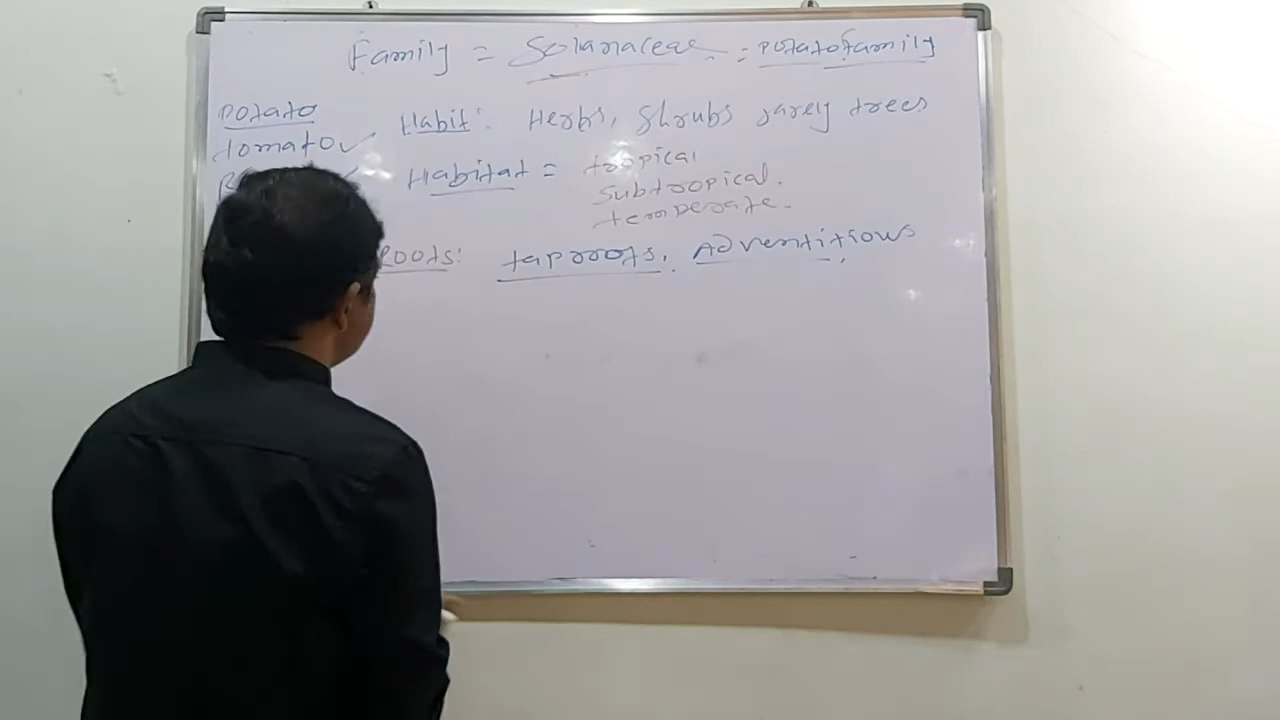 Family = Solanaceae = potato family
potato
tomato ✓
Habit: Herbs, Shrubs rarely trees
Habitat = tropical
subtropical.
temperate.
Roots: taproots, Adventitious